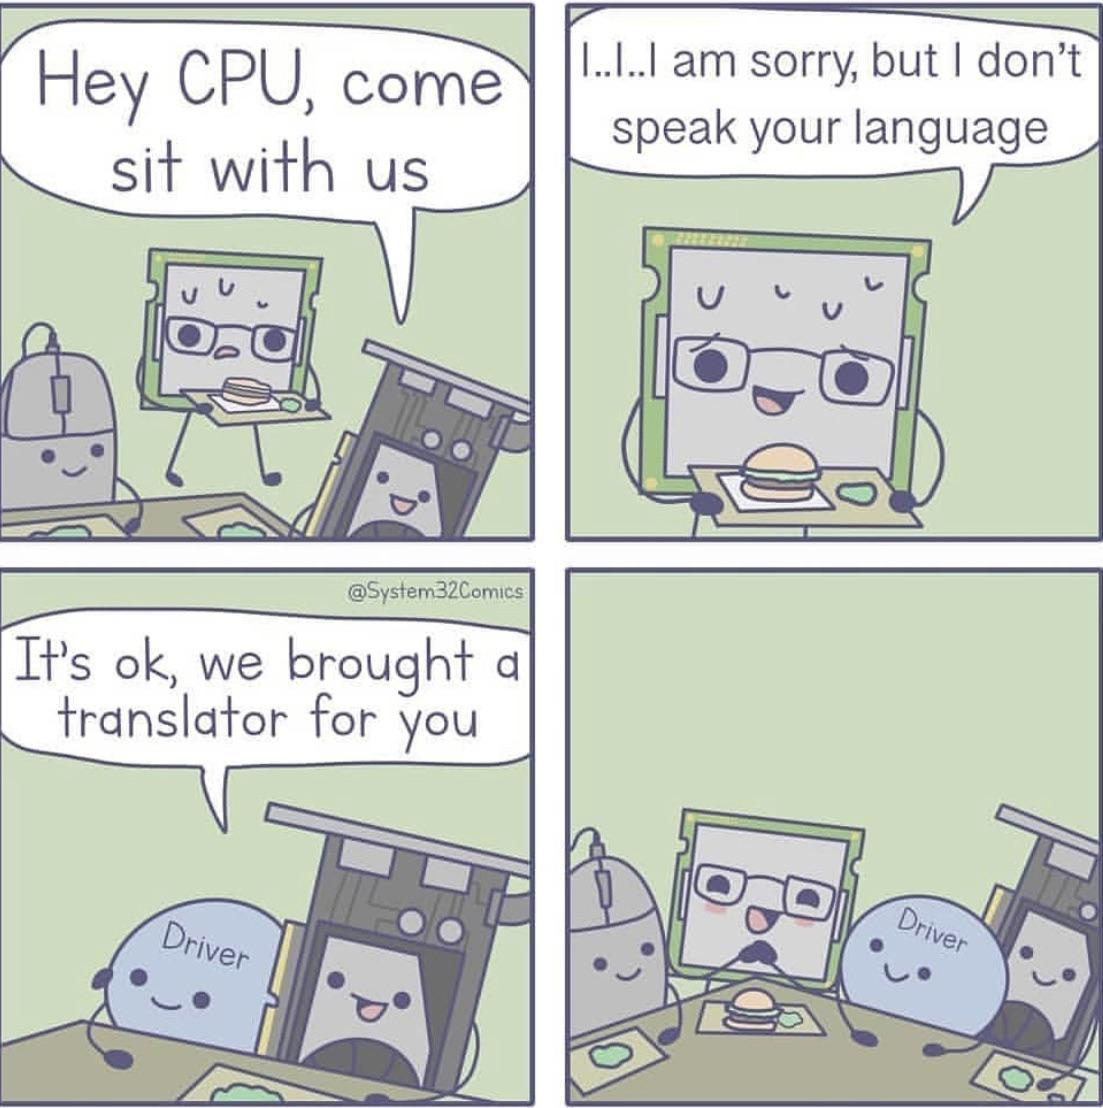 Hey CPU, come
sit with us
I..I..I am sorry, but I don't
speak your language
@System32Comics
It's ok, we brought a
translator for you
Driver
Driver